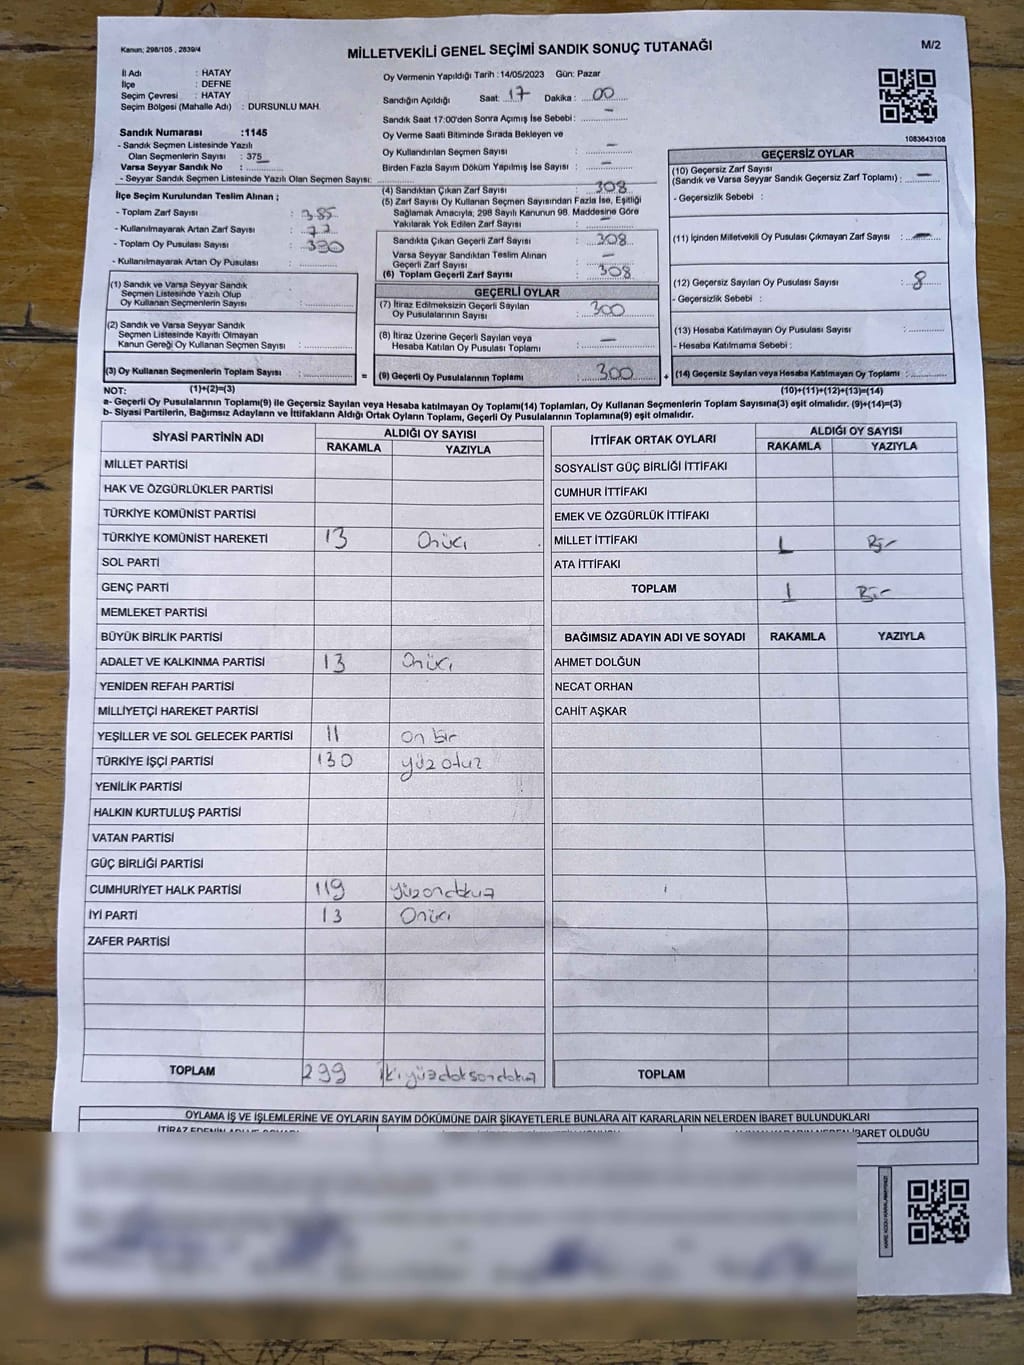 Kanun; 298/105 , 2839/4
MİLLETVEKİLİ GENEL SEÇİMİ SANDIK SONUÇ TUTANAĞI
M/2
İl Adı : HATAY
İlçe : DEFNE
Seçim Çevresi : HATAY
Seçim Bölgesi (Mahalle Adı) : DURSUNLU MAH.
Sandık Numarası :1145
- Sandık Seçmen Listesinde Yazılı
Olan Seçmenlerin Sayısı : 375
Varsa Seyyar Sandık No :
- Seyyar Sandık Seçmen Listesinde Yazılı Olan Seçmen Sayısı:
İlçe Seçim Kurulundan Teslim Alınan ;
- Toplam Zarf Sayısı : 385
- Kullanılmayarak Artan Zarf Sayısı : 77
- Toplam Oy Pusulası Sayısı :
- Kullanılmayarak Artan Oy Pusulası :
(1) Sandık ve Varsa Seyyar Sandık
Seçmen Listesinde Yazılı Olup
Oy Kullanan Seçmenlerin Sayısı :
(2) Sandık ve Varsa Seyyar Sandık
Seçmen Listesinde Kayıtlı Olmayan
Kanun Gereği Oy Kullanan Seçmen Sayısı :
(3) Oy Kullanan Seçmenlerin Toplam Sayısı :
Oy Vermenin Yapıldığı Tarih :14/05/2023 Gün: Pazar
Sandığın Açıldığı Saat: 17 Dakika : 00
Sandık Saat 17:00'den Sonra Açımış İse Sebebi : –
Oy Verme Saati Bitiminde Sırada Bekleyen ve
Oy Kullandırılan Seçmen Sayısı : –
Birden Fazla Sayım Döküm Yapılmış İse Sayısı : –
(4) Sandıktan Çıkan Zarf Sayısı : 308
(5) Zarf Sayısı Oy Kullanan Seçmen Sayısından Fazla İse, Eşitliği
Sağlamak Amacıyla, 298 Sayılı Kanunun 98. Maddesine Göre
Yakılarak Yok Edilen Zarf Sayısı : –
Sandıkta Çıkan Geçerli Zarf Sayısı : 308
Varsa Seyyar Sandıktan Teslim Alınan
Geçerli Zarf Sayısı : –
(6) Toplam Geçerli Zarf Sayısı : 308
GEÇERLİ OYLAR
(7) İtiraz Edilmeksizin Geçerli Sayılan
Oy Pusulalarının Sayısı : 300
(8) İtiraz Üzerine Geçerli Sayılan veya
Hesaba Katılan Oy Pusulası Toplamı : –
= (9) Geçerli Oy Pusulalarının Toplamı : 300 +
1083643108
GEÇERSİZ OYLAR
(10) Geçersiz Zarf Sayısı
(Sandık ve Varsa Seyyar Sandık Geçersiz Zarf Toplamı) : –
- Geçersizlik Sebebi :
(11) İçinden Milletvekili Oy Pusulası Çıkmayan Zarf Sayısı : –
(12) Geçersiz Sayılan Oy Pusulası Sayısı : 8
- Geçersizlik Sebebi :
(13) Hesaba Katılmayan Oy Pusulası Sayısı :
- Hesaba Katılmama Sebebi :
(14) Geçersiz Sayılan veya Hesaba Katılmayan Oy Toplamı :
NOT: (1)+(2)=(3) (10)+(11)+(12)+(13)=(14)
a- Geçerli Oy Pusulalarının Toplamı(9) ile Geçersiz Sayılan veya Hesaba katılmayan Oy Toplamı(14) Toplamları, Oy Kullanan Seçmenlerin Toplam Sayısına(3) eşit olmalıdır. (9)+(14)=(3)
b- Siyasi Partilerin, Bağımsız Adayların ve İttifakların Aldığı Ortak Oyların Toplamı, Geçerli Oy Pusulalarının Toplamına(9) eşit olmalıdır.
SİYASİ PARTİNİN ADI ALDIĞI OY SAYISI
RAKAMLA YAZIYLA
MİLLET PARTİSİ
HAK VE ÖZGÜRLÜKLER PARTİSİ
TÜRKİYE KOMÜNİST PARTİSİ
TÜRKİYE KOMÜNİST HAREKETİ 13 Onüç
SOL PARTİ
GENÇ PARTİ
MEMLEKET PARTİSİ
BÜYÜK BİRLİK PARTİSİ
ADALET VE KALKINMA PARTİSİ 13 Onüç
YENİDEN REFAH PARTİSİ
MİLLİYETÇİ HAREKET PARTİSİ
YEŞİLLER VE SOL GELECEK PARTİSİ 11 on bir
TÜRKİYE İŞÇİ PARTİSİ 130 yüz otuz
YENİLİK PARTİSİ
HALKIN KURTULUŞ PARTİSİ
VATAN PARTİSİ
GÜÇ BİRLİĞİ PARTİSİ
CUMHURİYET HALK PARTİSİ 119 yüzondokuz
İYİ PARTİ 13 Onüç
ZAFER PARTİSİ
TOPLAM 299 ikiyüzdoksandokuz
İTTİFAK ORTAK OYLARI ALDIĞI OY SAYISI
RAKAMLA YAZIYLA
SOSYALİST GÜÇ BİRLİĞİ İTTİFAKI
CUMHUR İTTİFAKI
EMEK VE ÖZGÜRLÜK İTTİFAKI
MİLLET İTTİFAKI 1 Bir
ATA İTTİFAKI
TOPLAM 1 Bir
BAĞIMSIZ ADAYIN ADI VE SOYADI RAKAMLA YAZIYLA
AHMET DOLĞUN
NECAT ORHAN
CAHİT AŞKAR
TOPLAM
OYLAMA İŞ VE İŞLEMLERİNE VE OYLARIN SAYIM DÖKÜMÜNE DAİR ŞİKAYETLERLE BUNLARA AİT KARARLARIN NELERDEN İBARET BULUNDUKLARI
İBARET OLDUĞU